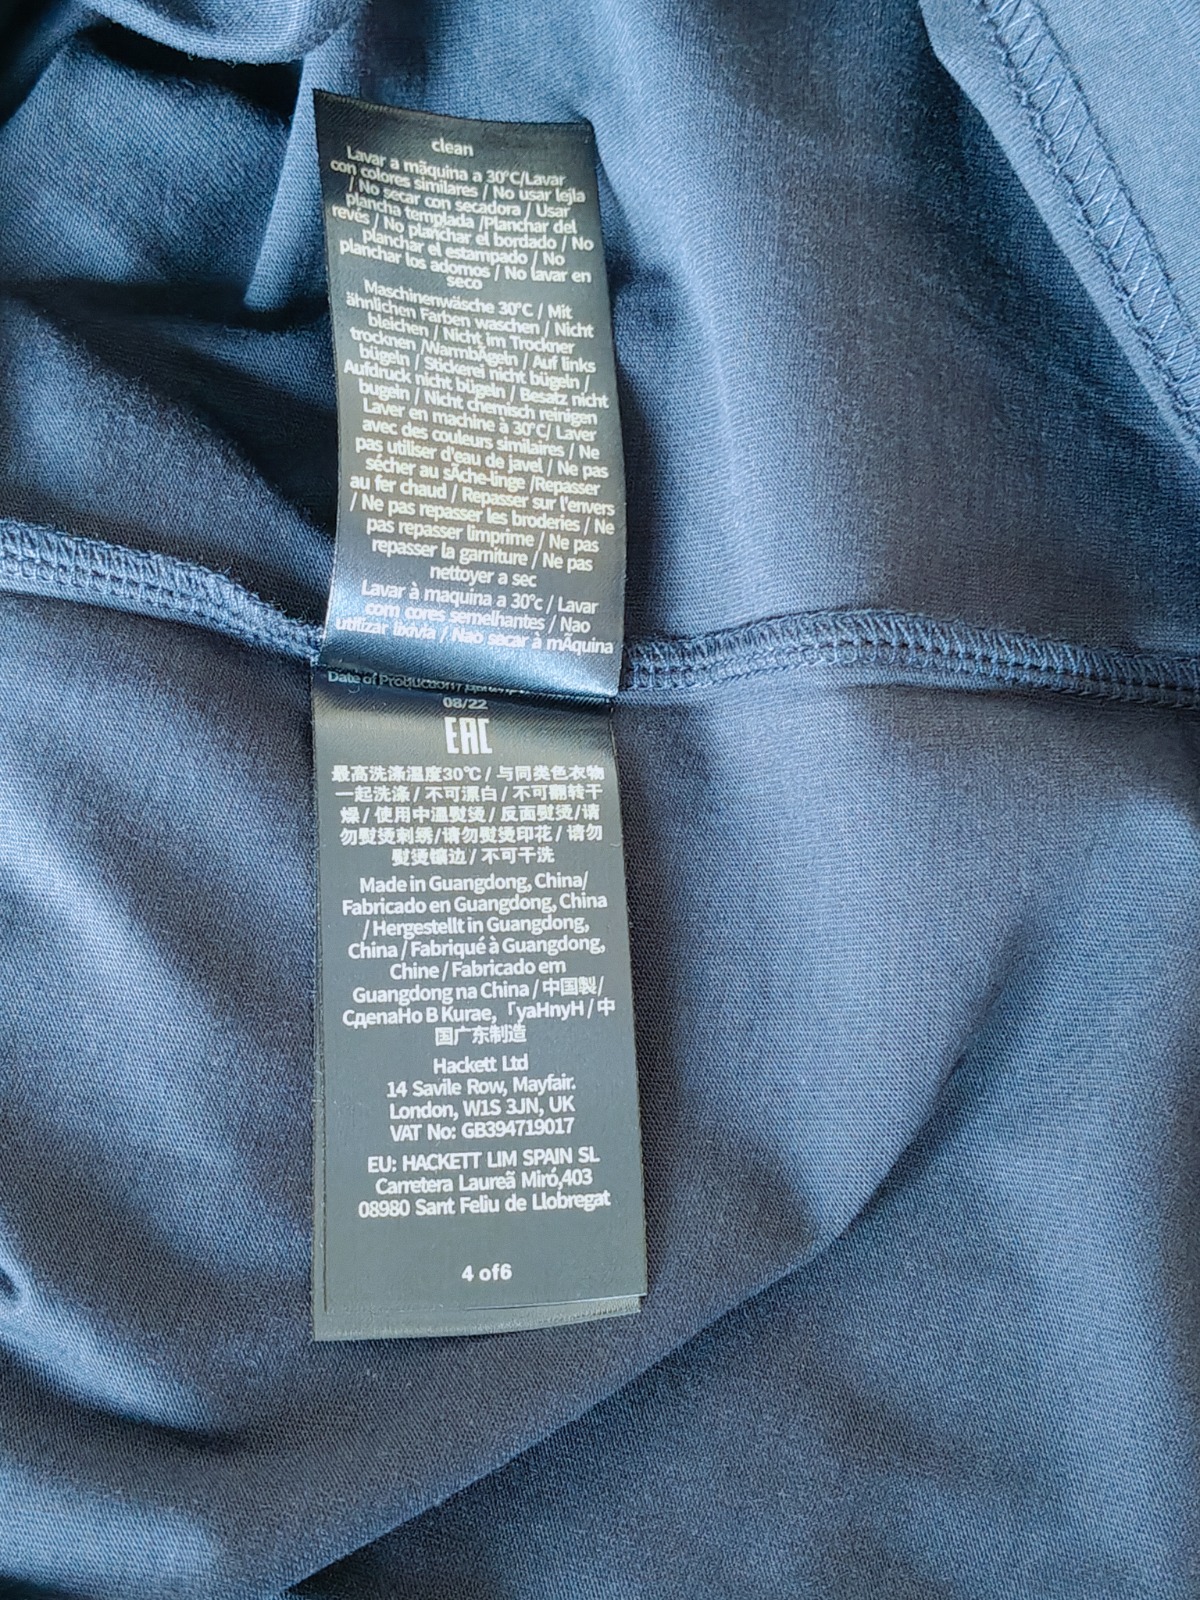 clean
Lavar a mãquina a 30°C/Lavar
con colores similares / No usar lejla
/ No secar con secadora / Usar
plancha templada /Planchar del
revés / No planchar el bordado / No
planchar el estampado / No
planchar los adornos / No lavar en
seco
Maschinenwäsche 30°C / Mit
ähnlichen Farben waschen / Nicht
bleichen / Nicht im Trockner
trocknen /WarmbÄgeln / Auf links
bügeln / Stickerei nicht bügeln /
Aufdruck nicht bügeln / Besatz nicht
bugeln / Nicht chemisch reinigen
Laver en machine à 30°C/ Laver
avec des couleurs similaires / Ne
pas utiliser d'eau de javel / Ne pas
sécher au sÄche-linge /Repasser
au fer chaud / Repasser sur l'envers
/ Ne pas repasser les broderies / Ne
pas repasser limprime / Ne pas
repasser la garniture / Ne pas
nettoyer a sec
Lavar à maquina a 30°c / Lavar
com cores semelhantes / Nao
utilizar lixivia / Nao secar à mÄquina
Date of Production /
08/22
EAC
最高洗涤温度30℃ / 与同类色衣物
一起洗涤 / 不可漂白 / 不可翻转干
燥 / 使用中温熨烫 / 反面熨烫/请
勿熨烫刺绣/请勿熨烫印花 / 请勿
熨烫镶边 / 不可干洗
Made in Guangdong, China/
Fabricado en Guangdong, China
/ Hergestellt in Guangdong,
China / Fabriqué à Guangdong,
Chine / Fabricado em
Guangdong na China / 中国製/
СдепаНо В Kurae, 「yaHnyH / 中
国广东制造
Hackett Ltd
14 Savile Row, Mayfair.
London, W1S 3JN, UK
VAT No: GB394719017
EU: HACKETT LIM SPAIN SL
Carretera Laureã Miró,403
08980 Sant Feliu de Llobregat
4 of6